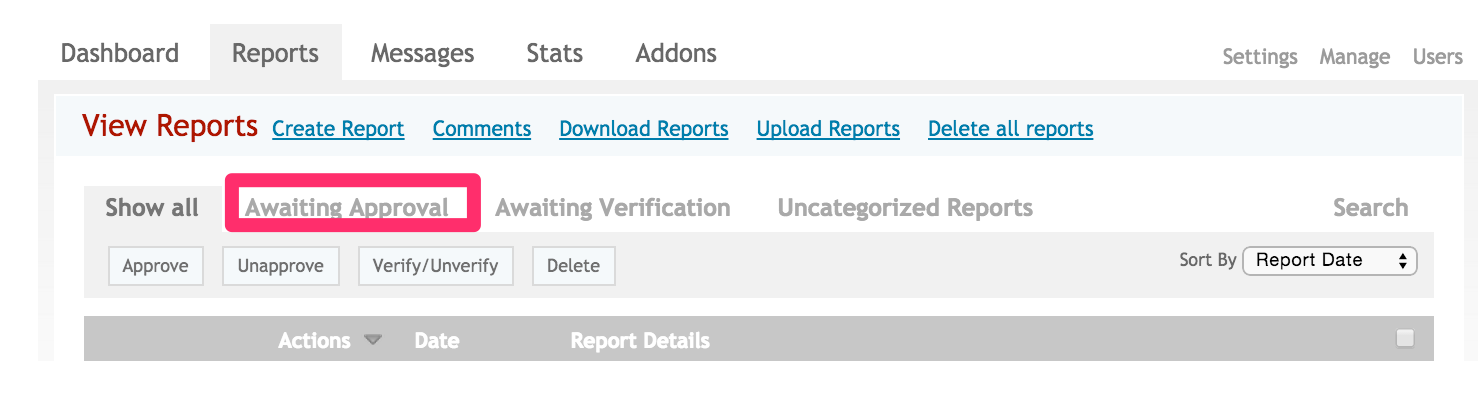 Dashboard Reports Messages Stats Addons Settings Manage Users
View Reports Create Report Comments Download Reports Upload Reports Delete all reports
Show all Awaiting Approval Awaiting Verification Uncategorized Reports Search
Approve Unapprove Verify/Unverify Delete Sort By Report Date
Actions Date Report Details